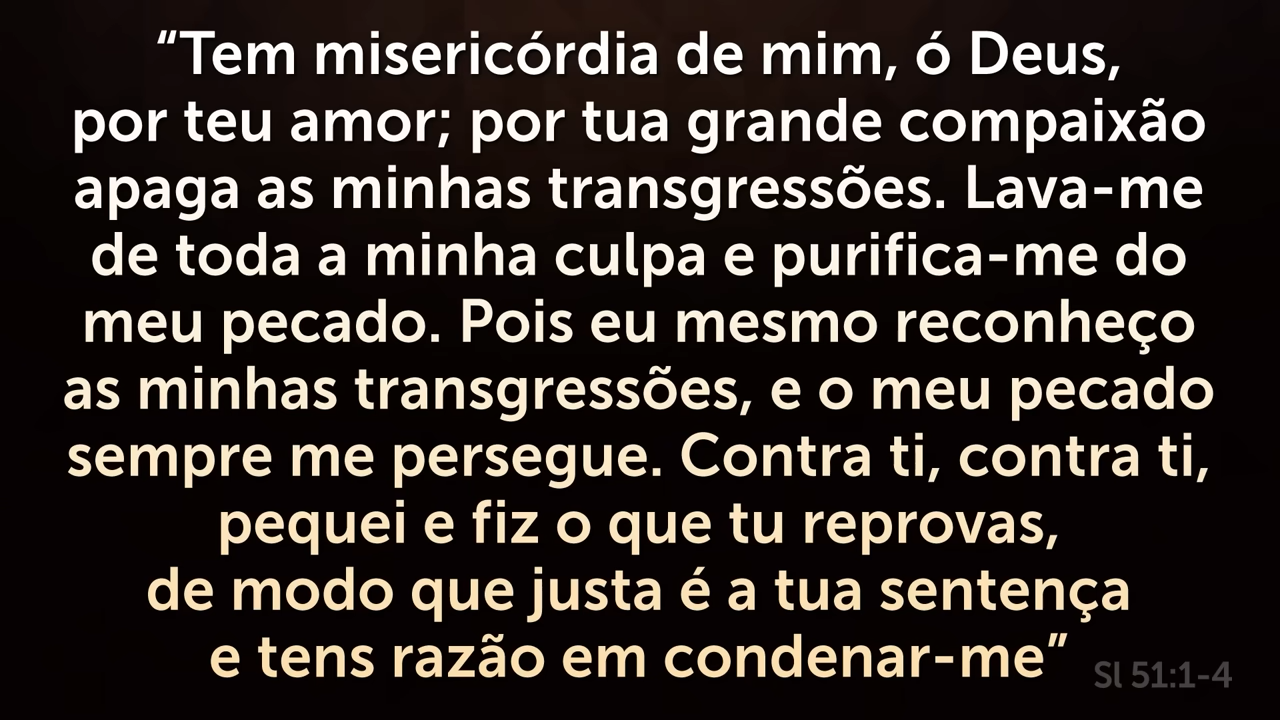 “Tem misericórdia de mim, ó Deus,
por teu amor; por tua grande compaixão
apaga as minhas transgressões. Lava-me
de toda a minha culpa e purifica-me do
meu pecado. Pois eu mesmo reconheço
as minhas transgressões, e o meu pecado
sempre me persegue. Contra ti, contra ti,
pequei e fiz o que tu reprovas,
de modo que justa é a tua sentença
e tens razão em condenar-me”
Sl 51:1-4